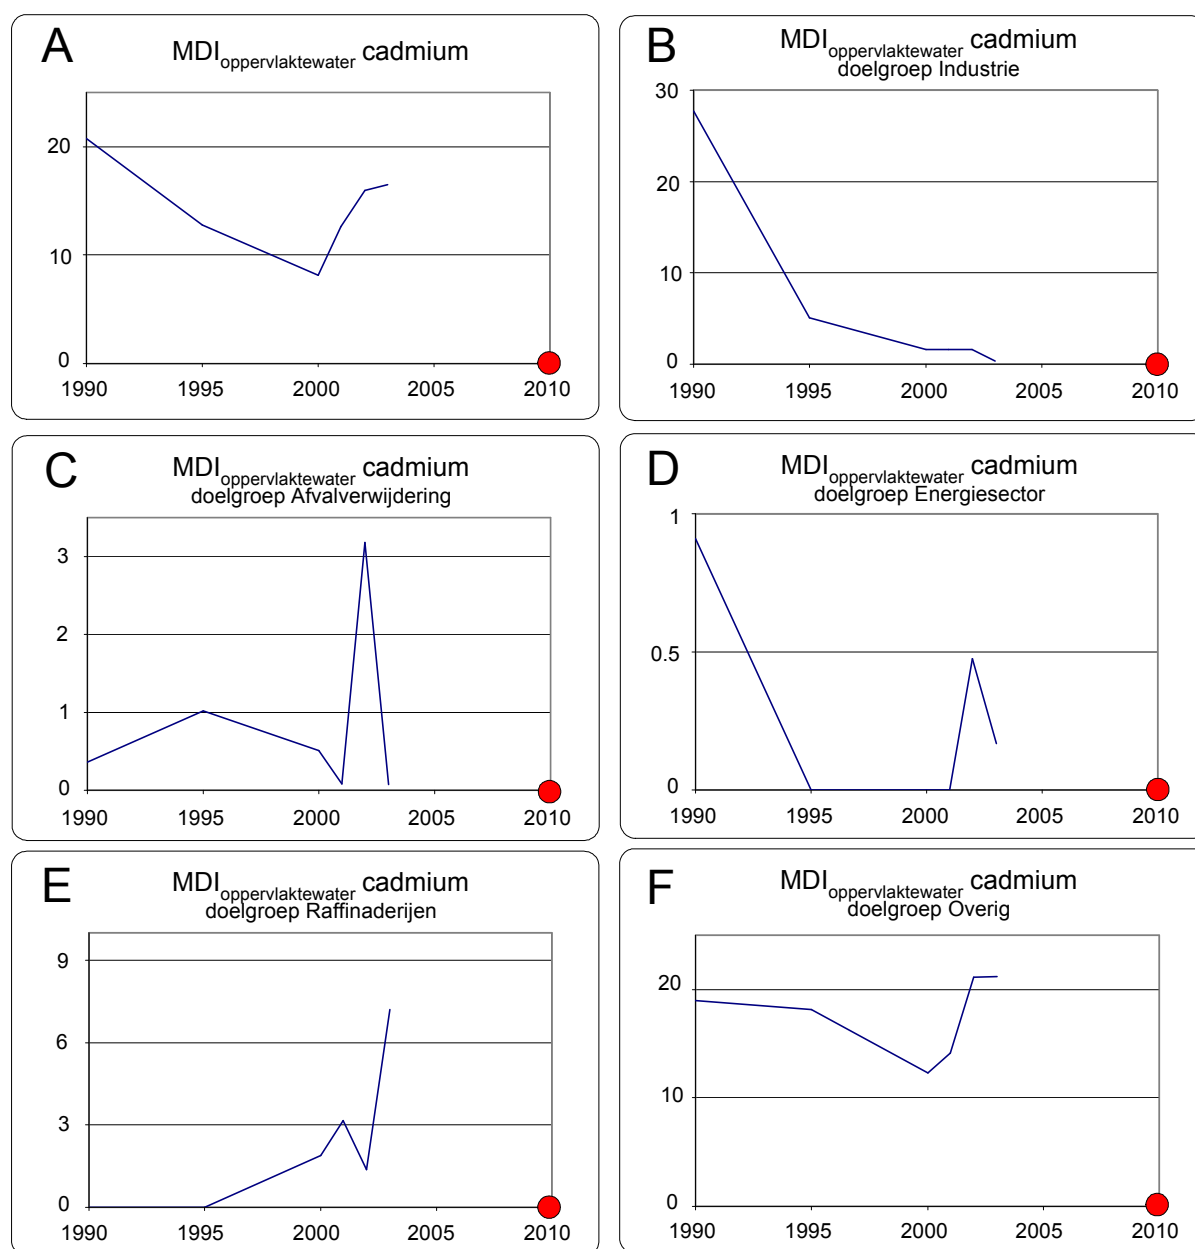 A
MDIoppervlaktewater cadmium
20
10
0
1990 1995 2000 2005 2010
B
MDIoppervlaktewater cadmium
doelgroep Industrie
30
20
10
0
1990 1995 2000 2005 2010
C
MDIoppervlaktewater cadmium
doelgroep Afvalverwijdering
3
2
1
0
1990 1995 2000 2005 2010
D
MDIoppervlaktewater cadmium
doelgroep Energiesector
1
0.5
0
1990 1995 2000 2005 2010
E
MDIoppervlaktewater cadmium
doelgroep Raffinaderijen
9
6
3
0
1990 1995 2000 2005 2010
F
MDIoppervlaktewater cadmium
doelgroep Overig
20
10
0
1990 1995 2000 2005 2010